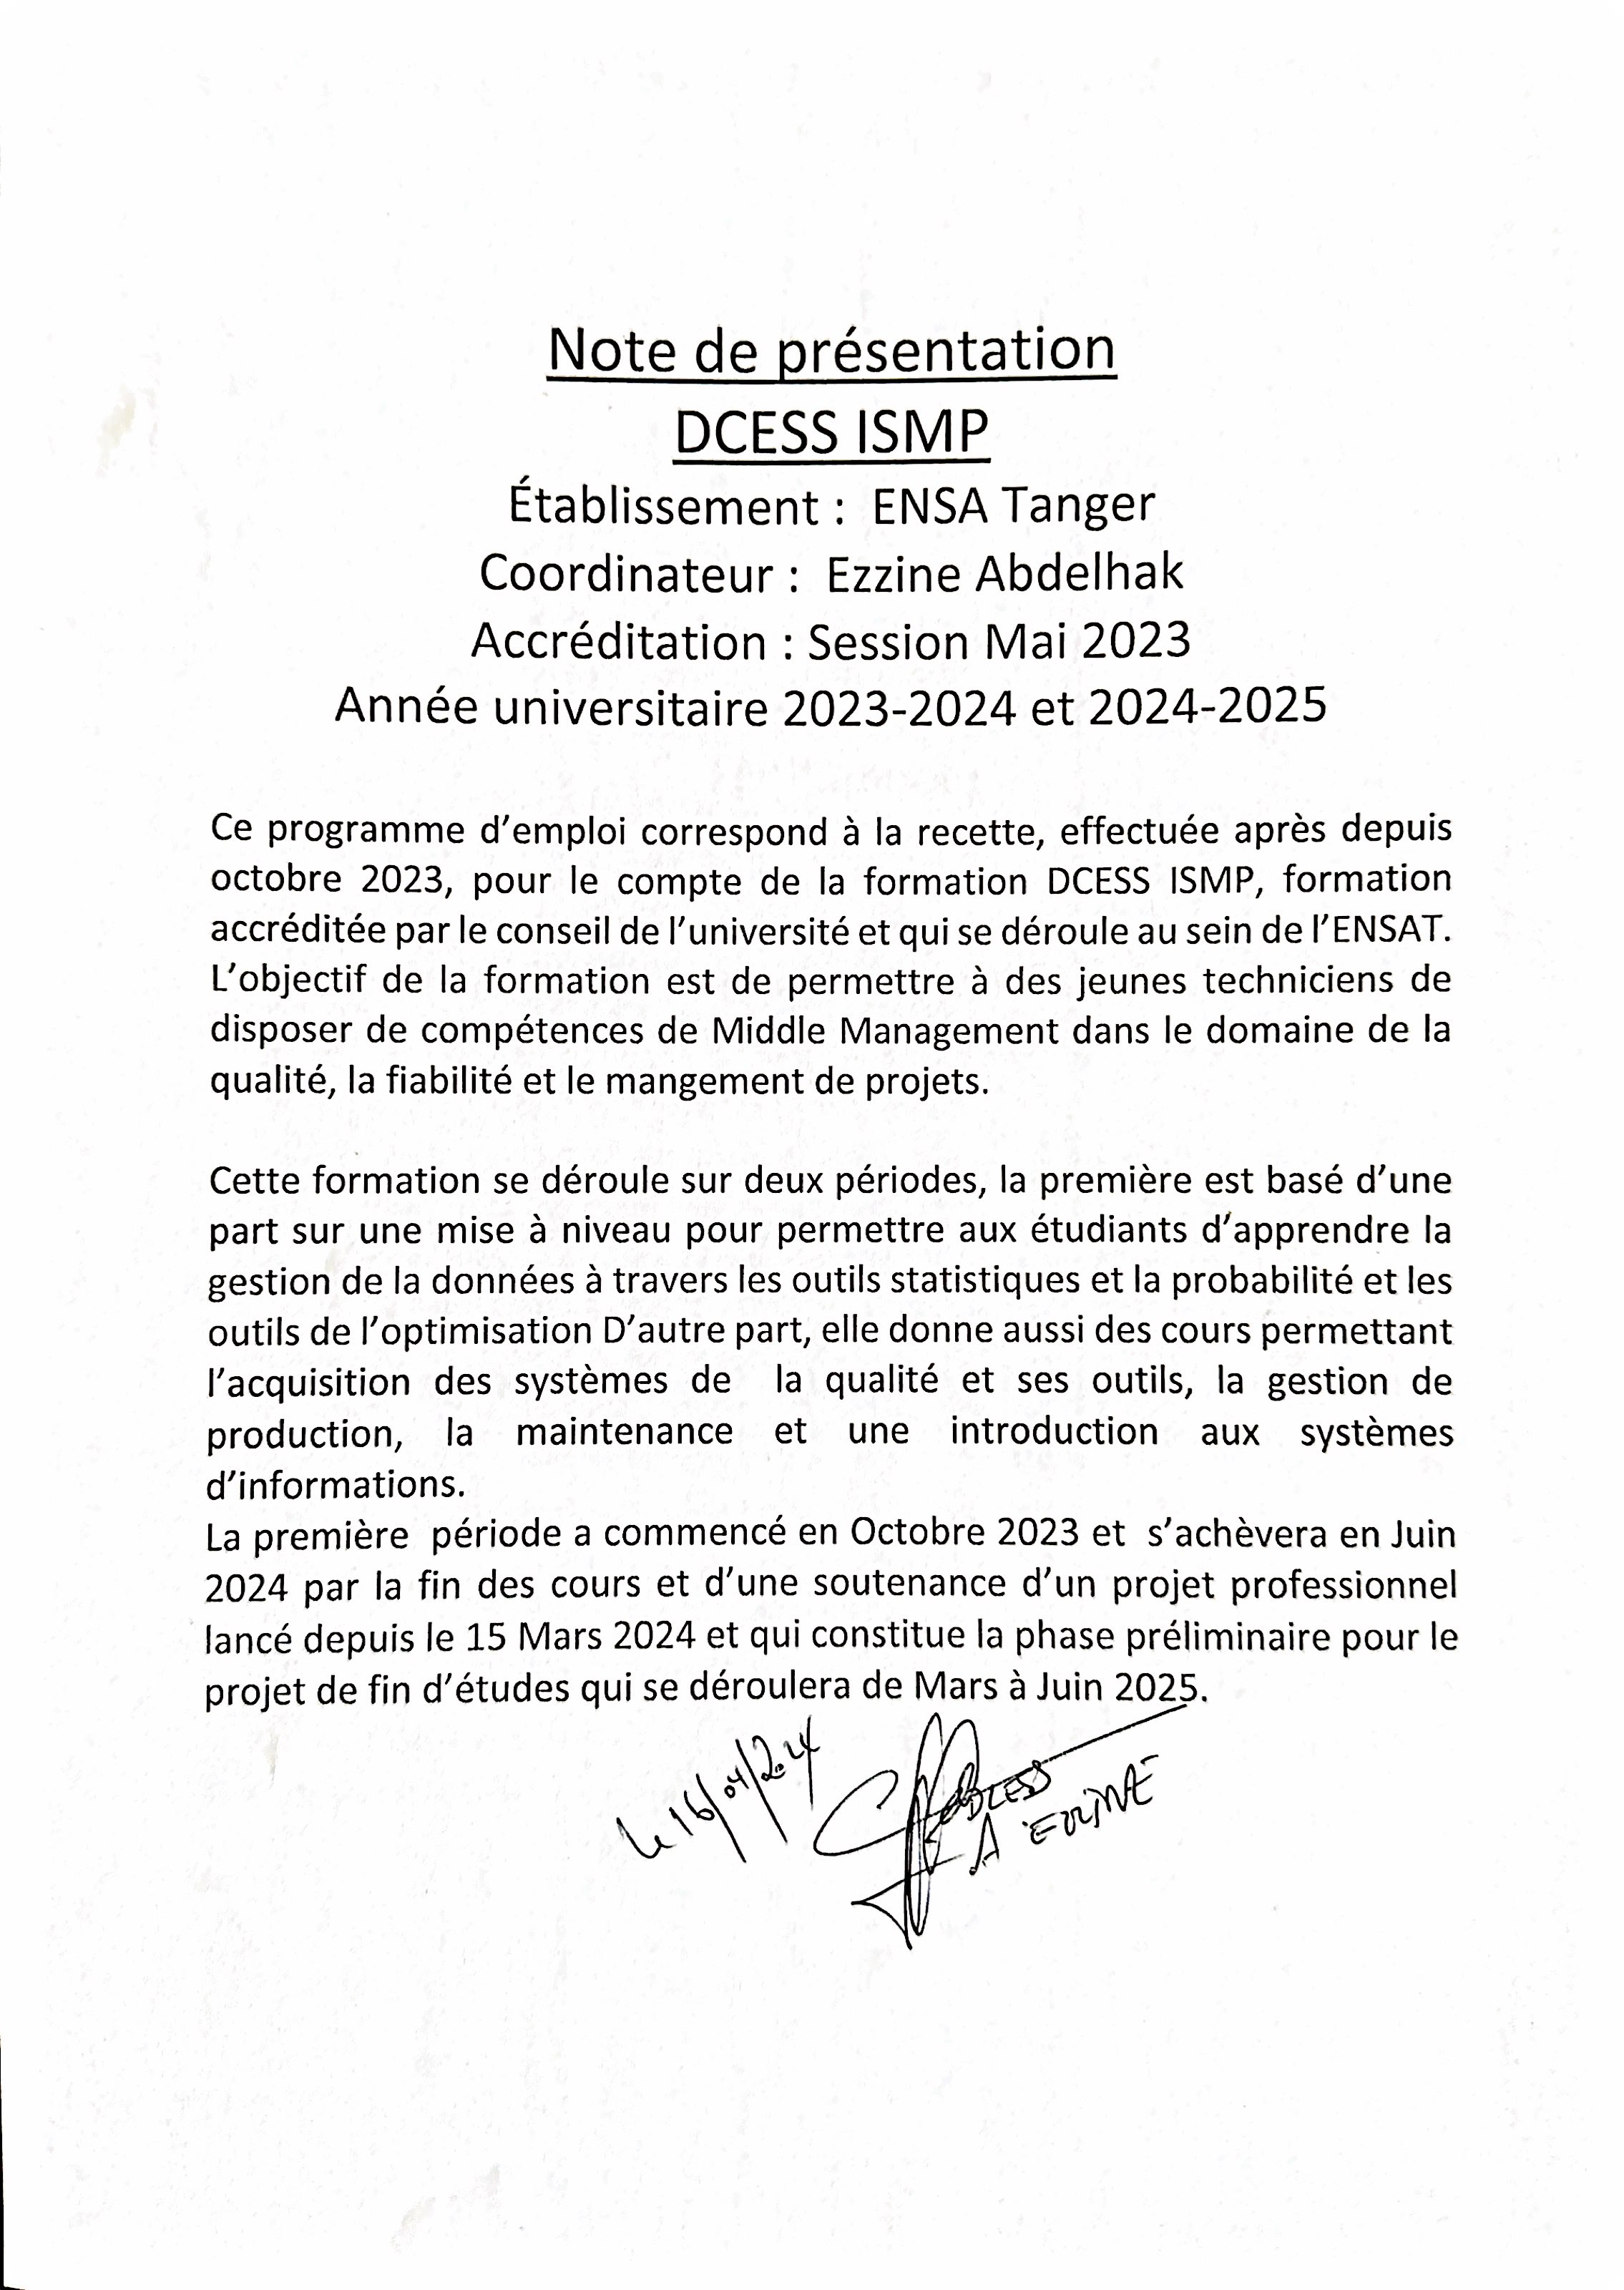 Note de présentation
DCESS ISMP
Établissement : ENSA Tanger
Coordinateur : Ezzine Abdelhak
Accréditation : Session Mai 2023
Année universitaire 2023-2024 et 2024-2025
Ce programme d'emploi correspond à la recette, effectuée après depuis
octobre 2023, pour le compte de la formation DCESS ISMP, formation
accréditée par le conseil de l'université et qui se déroule au sein de l'ENSAT.
L'objectif de la formation est de permettre à des jeunes techniciens de
disposer de compétences de Middle Management dans le domaine de la
qualité, la fiabilité et le mangement de projets.
Cette formation se déroule sur deux périodes, la première est basé d'une
part sur une mise à niveau pour permettre aux étudiants d'apprendre la
gestion de la données à travers les outils statistiques et la probabilité et les
outils de l'optimisation D'autre part, elle donne aussi des cours permettant
l'acquisition des systèmes de la qualité et ses outils, la gestion de
production, la maintenance et une introduction aux systèmes
d'informations.
La première période a commencé en Octobre 2023 et s'achèvera en Juin
2024 par la fin des cours et d'une soutenance d'un projet professionnel
lancé depuis le 15 Mars 2024 et qui constitue la phase préliminaire pour le
projet de fin d'études qui se déroulera de Mars à Juin 2025.
le 16/04/2024
A EZZINE